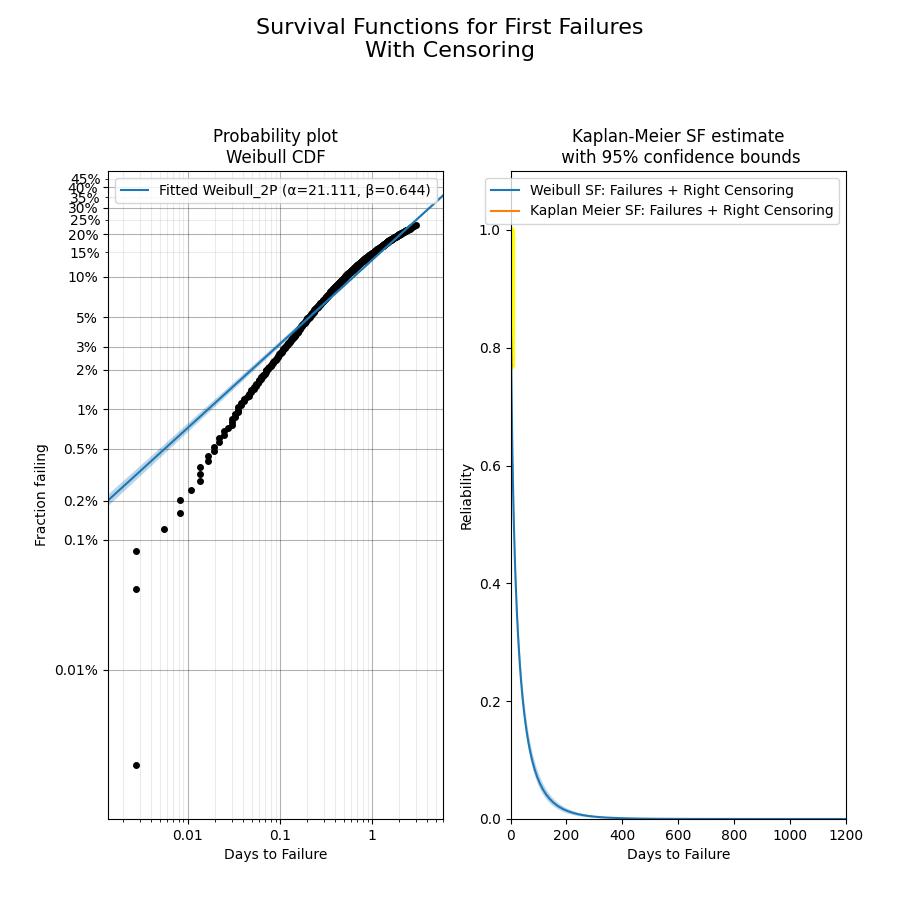 Survival Functions for First Failures
With Censoring
Probability plot
Weibull CDF
Fitted Weibull_2P (α=21.111, β=0.644)
45%
40%
35%
30%
25%
20%
15%
10%
5%
3%
2%
1%
0.5%
0.2%
0.1%
0.01%
Fraction failing
0.01
0.1
1
Days to Failure
Kaplan-Meier SF estimate
with 95% confidence bounds
Weibull SF: Failures + Right Censoring
Kaplan Meier SF: Failures + Right Censoring
1.0
0.8
0.6
0.4
0.2
0.0
Reliability
0
200
400
600
800
1000
1200
Days to Failure